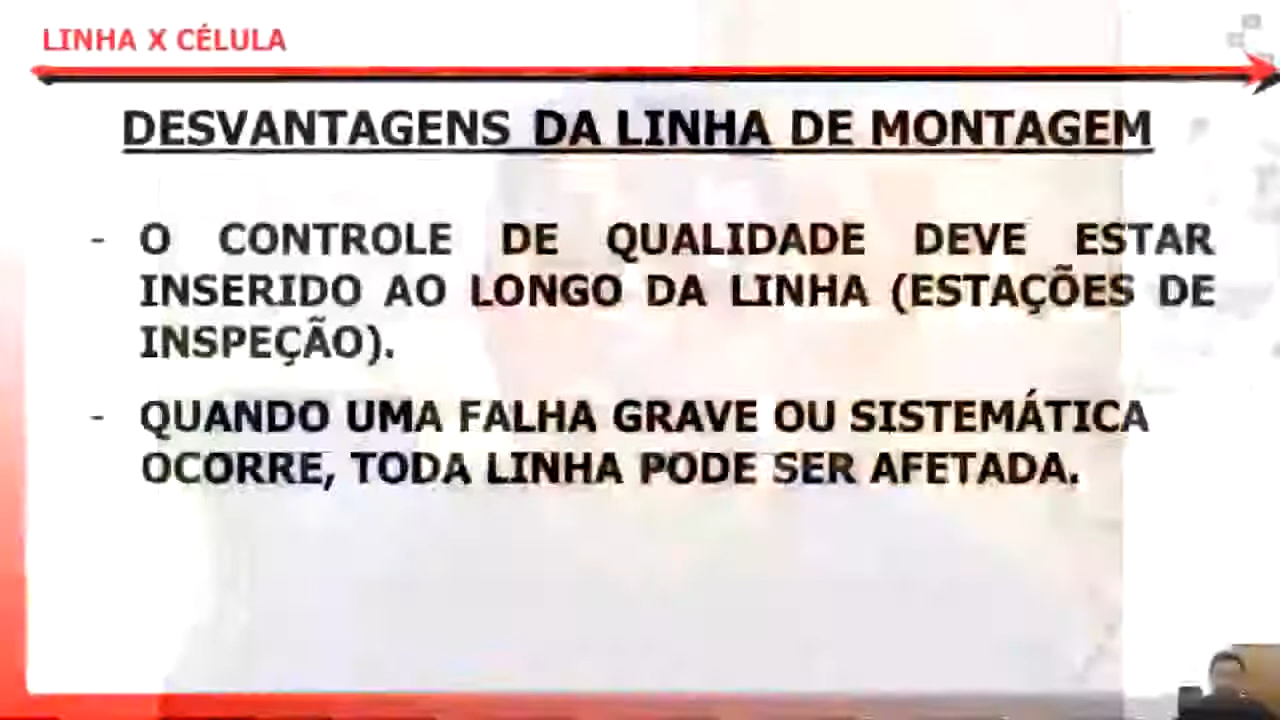 LINHA X CÉLULA
DESVANTAGENS DA LINHA DE MONTAGEM
- O CONTROLE DE QUALIDADE DEVE ESTAR
INSERIDO AO LONGO DA LINHA (ESTAÇÕES DE
INSPEÇÃO).
- QUANDO UMA FALHA GRAVE OU SISTEMÁTICA
OCORRE, TODA LINHA PODE SER AFETADA.